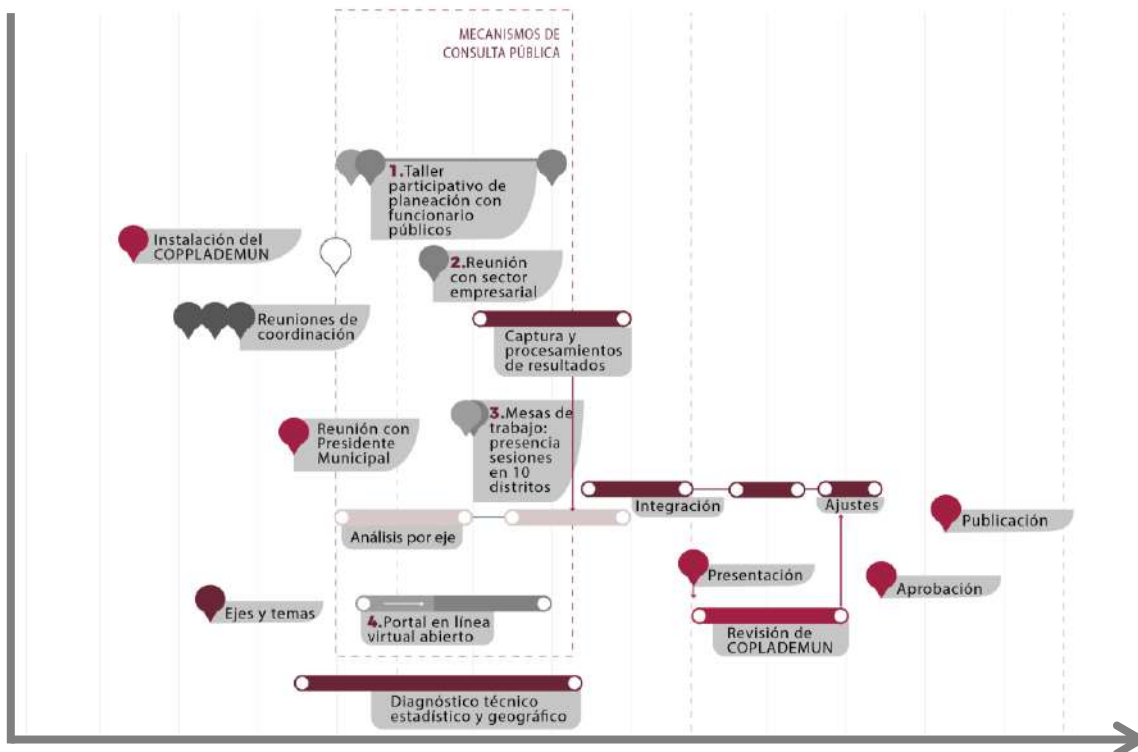 MECANISMOS DE
CONSULTA PÚBLICA
1.Taller
participativo de
planeación con
funcionario
públicos
Instalación del
COPPLADEMUN
2.Reunión
con sector
empresarial
Reuniones de
coordinación
Captura y
procesamientos
de resultados
3.Mesas de
trabajo:
presencia
sesiones
en 10
distritos
Reunión con
Presidente
Municipal
Integración
Ajustes
Publicación
Análisis por eje
Presentación
Aprobación
Ejes y temas
4.Portal en línea
virtual abierto
Revisión de
COPLADEMUN
Diagnóstico técnico
estadístico y geográfico